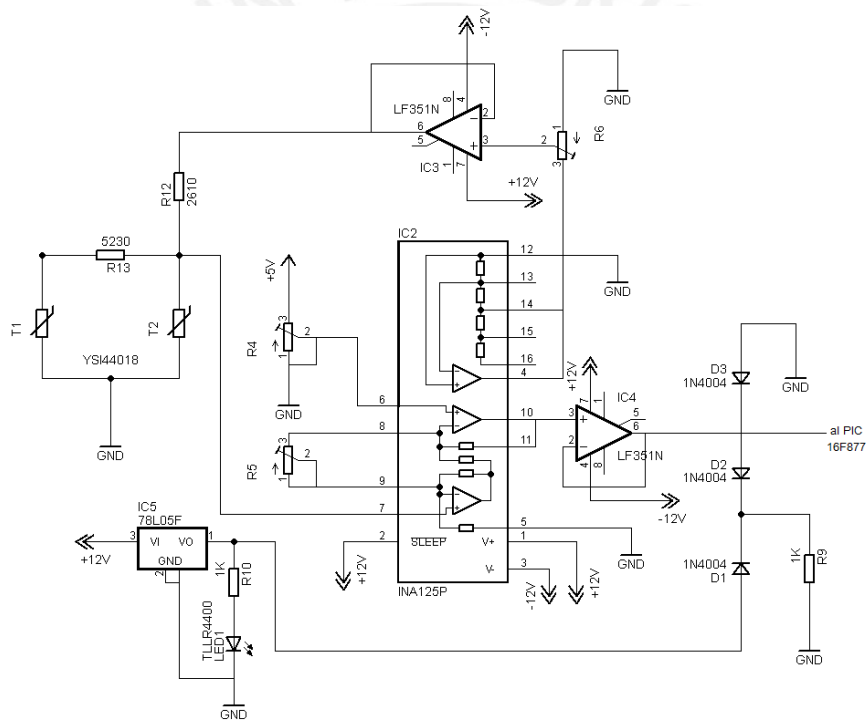 -12V
GND
LF351N
8
4
2
6
5
3
IC3
1
7
+12V
1
2
3
R6
R12
2610
5230
R13
T1
T2
YSI44018
GND
+5V
R4
3
2
1
GND
R5
3
2
1
IC2
12
13
14
15
16
4
GND
6
8
9
7
10
11
5
GND
2
SLEEP
V+
1
V-
3
+12V
INA125P
-12V
+12V
+12V
IC4
7
1
5
3
6
2
4
8
LF351N
-12V
D3
1N4004
GND
al PIC
16F877
D2
1N4004
1N4004
D1
1K
R9
GND
IC5
78L05F
3
VI
VO
1
GND
2
+12V
1K
R10
TLLR4400
LED1
GND